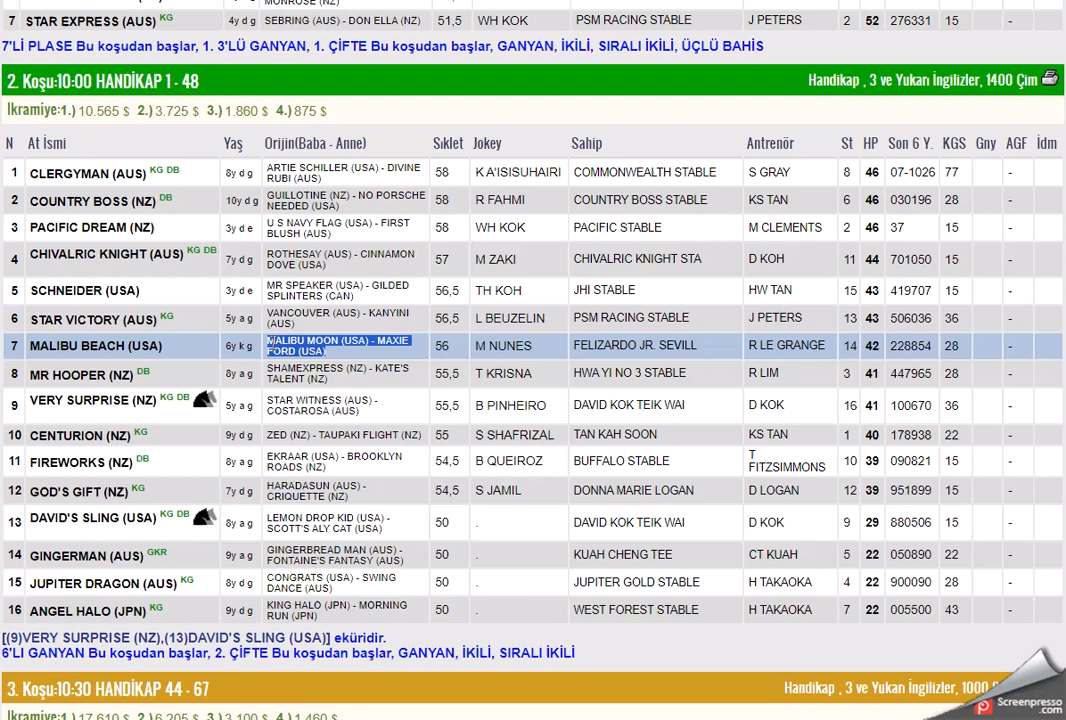 7 STAR EXPRESS (AUS) KG 4y d g SEBRING (AUS) - DON ELLA (NZ) 51,5 WH KOK PSM RACING STABLE J PETERS 2 52 276331 15 -
7'Lİ PLASE Bu koşudan başlar, 1. 3'LÜ GANYAN, 1. ÇİFTE Bu koşudan başlar, GANYAN, İKİLİ, SIRALI İKİLİ, ÜÇLÜ BAHİS
2. Koşu:10:00 HANDİKAP 1 - 48 Handikap , 3 ve Yukarı İngilizler, 1400 Çim
İkramiye:1.) 10.565 $ 2.) 3.725 $ 3.) 1.860 $ 4.) 875 $
N At İsmi Yaş Orijin(Baba - Anne) Sıklet Jokey Sahip Antrenör St HP Son 6 Y. KGS Gny AGF İdm
1 CLERGYMAN (AUS) KG DB 8y d g ARTIE SCHILLER (USA) - DIVINE RUBI (AUS) 58 K A'ISISUHAIRI COMMONWEALTH STABLE S GRAY 8 46 07-1026 77 -
2 COUNTRY BOSS (NZ) DB 10y d g GUILLOTINE (NZ) - NO PORSCHE NEEDED (USA) 58 R FAHMI COUNTRY BOSS STABLE KS TAN 6 46 030196 28 -
3 PACIFIC DREAM (NZ) 3y d e U S NAVY FLAG (USA) - FIRST BLUSH (AUS) 58 WH KOK PACIFIC STABLE M CLEMENTS 2 46 37 15 -
4 CHIVALRIC KNIGHT (AUS) KG DB 7y d g ROTHESAY (AUS) - CINNAMON DOVE (USA) 57 M ZAKI CHIVALRIC KNIGHT STA D KOH 11 44 701050 15 -
5 SCHNEIDER (USA) 3y d e MR SPEAKER (USA) - GILDED SPLINTERS (CAN) 56,5 TH KOH JHI STABLE HW TAN 15 43 419707 15 -
6 STAR VICTORY (AUS) KG 5y a g VANCOUVER (AUS) - KANYINI (AUS) 56,5 L BEUZELIN PSM RACING STABLE J PETERS 13 43 506036 36 -
7 MALIBU BEACH (USA) 6y k g MALIBU MOON (USA) - MAXIE FORD (USA) 56 M NUNES FELIZARDO JR. SEVILL R LE GRANGE 14 42 228854 28 -
8 MR HOOPER (NZ) DB 8y a g SHAMEXPRESS (NZ) - KATE'S TALENT (NZ) 55,5 T KRISNA HWA YI NO 3 STABLE R LIM 3 41 447965 28 -
9 VERY SURPRISE (NZ) KG DB 5y a g STAR WITNESS (AUS) - COSTAROSA (AUS) 55,5 B PINHEIRO DAVID KOK TEIK WAI D KOK 16 41 100670 36 -
10 CENTURION (NZ) KG 9y d g ZED (NZ) - TAUPAKI FLIGHT (NZ) 55 S SHAFRIZAL TAN KAH SOON KS TAN 1 40 178938 22 -
11 FIREWORKS (NZ) DB 8y a g EKRAAR (USA) - BROOKLYN ROADS (NZ) 54,5 B QUEIROZ BUFFALO STABLE T FITZSIMMONS 10 39 090821 15 -
12 GOD'S GIFT (NZ) KG 7y d g HARADASUN (AUS) - CRIQUETTE (NZ) 54,5 S JAMIL DONNA MARIE LOGAN D LOGAN 12 39 951899 15 -
13 DAVID'S SLING (USA) KG DB 8y a g LEMON DROP KID (USA) - SCOTT'S ALY CAT (USA) 50 . DAVID KOK TEIK WAI D KOK 9 29 880506 15 -
14 GINGERMAN (AUS) GKR 9y a g GINGERBREAD MAN (AUS) - FONTAINE'S FANTASY (AUS) 50 . KUAH CHENG TEE CT KUAH 5 22 050890 22 -
15 JUPITER DRAGON (AUS) KG 8y d g CONGRATS (USA) - SWING DANCE (AUS) 50 . JUPITER GOLD STABLE H TAKAOKA 4 22 900090 28 -
16 ANGEL HALO (JPN) KG 9y d g KING HALO (JPN) - MORNING RUN (JPN) 50 . WEST FOREST STABLE H TAKAOKA 7 22 005500 43 -
[(9)VERY SURPRISE (NZ),(13)DAVID'S SLING (USA)] eküridir.
6'LI GANYAN Bu koşudan başlar, 2. ÇİFTE Bu koşudan başlar, GANYAN, İKİLİ, SIRALI İKİLİ
3. Koşu:10:30 HANDİKAP 44 - 67 Handikap , 3 ve Yukarı İngilizler, 1000
İkramiye:1.) 17.610 $ 2.) 6.205 $ 3.) 3.100 $ 4.) 1.460 $
Screenpresso.com